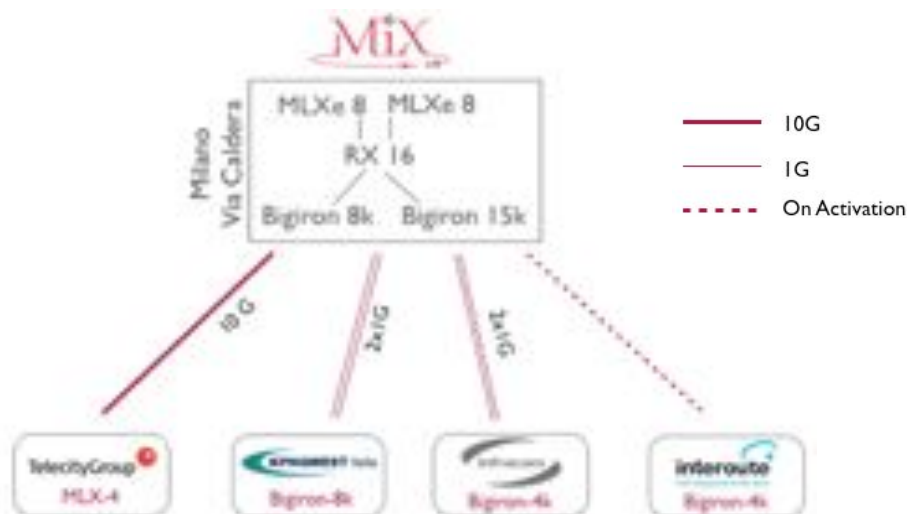 MiX
Milano
Via Caldera
MLXe 8 MLXe 8
RX 16
Bigiron 8k Bigiron 15k
10G
1G
On Activation
10 G
2x1G
2x1G
TelecityGroup
MLX-4
Bigiron-8k
Bigiron-4k
interoute
Bigiron-4k